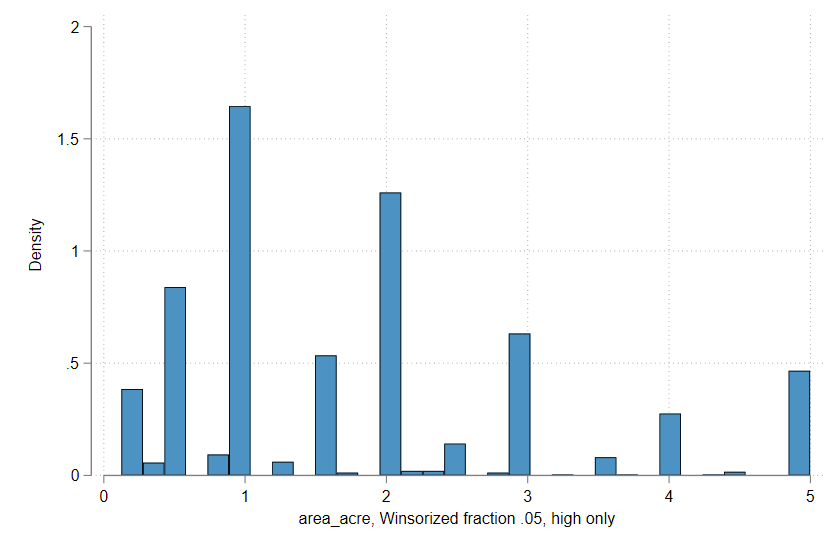 2
1.5
1
.5
0
Density
0 1 2 3 4 5
area_acre, Winsorized fraction .05, high only